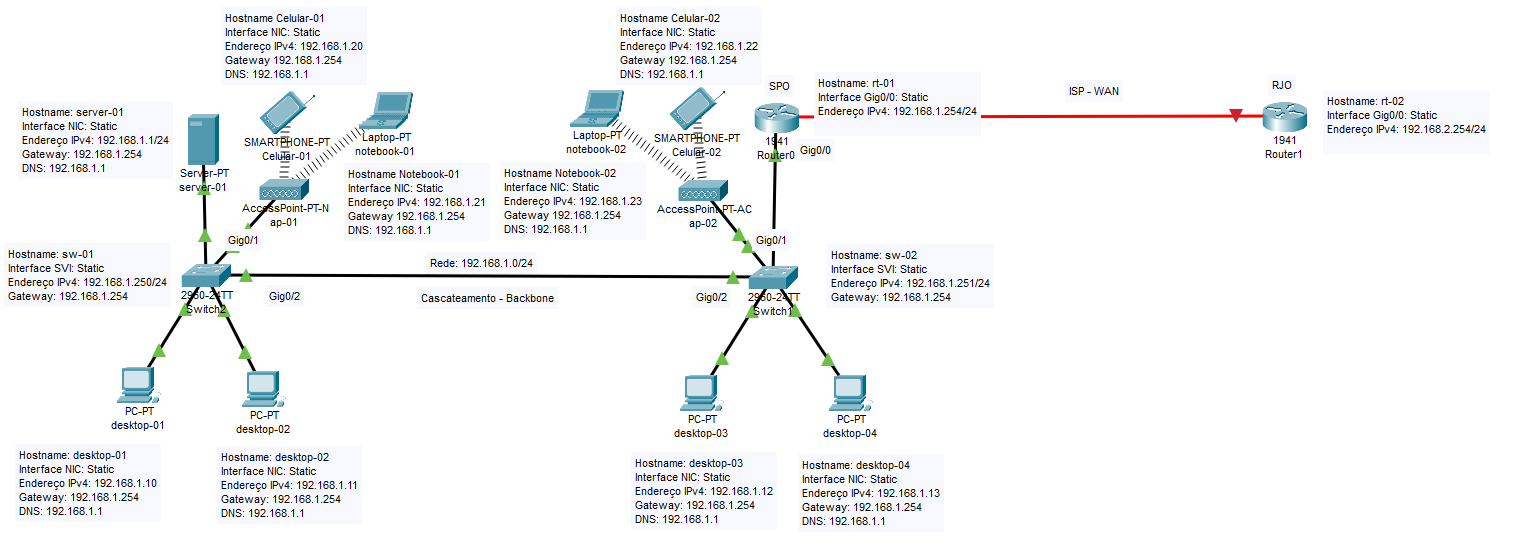 Hostname Celular-01
Interface NIC: Static
Endereço IPv4: 192.168.1.20
Gateway 192.168.1.254
DNS: 192.168.1.1
Hostname Celular-02
Interface NIC: Static
Endereço IPv4: 192.168.1.22
Gateway 192.168.1.254
DNS: 192.168.1.1
Hostname: server-01
Interface NIC: Static
Endereço IPv4: 192.168.1.1/24
Gateway: 192.168.1.254
DNS: 192.168.1.1
Server-PT
server-01
SMARTPHONE-PT
Celular-01
Laptop-PT
notebook-01
Laptop-PT
notebook-02
SMARTPHONE-PT
Celular-02
SPO
1941
Router0
Hostname: rt-01
Interface Gig0/0: Static
Endereço IPv4: 192.168.1.254/24
ISP - WAN
RJO
1941
Router1
Hostname: rt-02
Interface Gig0/0: Static
Endereço IPv4: 192.168.2.254/24
Gig0/0
AccessPoint-PT-N
ap-01
Hostname Notebook-01
Interface NIC: Static
Endereço IPv4: 192.168.1.21
Gateway 192.168.1.254
DNS: 192.168.1.1
Hostname Notebook-02
Interface NIC: Static
Endereço IPv4: 192.168.1.23
Gateway 192.168.1.254
DNS: 192.168.1.1
AccessPoint-PT-AC
ap-02
Hostname: sw-01
Interface SVI: Static
Endereço IPv4: 192.168.1.250/24
Gateway: 192.168.1.254
Gig0/1
2960-24TT
Switch2
Gig0/2
Rede: 192.168.1.0/24
Cascateamento - Backbone
Gig0/1
Gig0/2
2960-24TT
Switch1
Hostname: sw-02
Interface SVI: Static
Endereço IPv4: 192.168.1.251/24
Gateway: 192.168.1.254
PC-PT
desktop-01
PC-PT
desktop-02
PC-PT
desktop-03
PC-PT
desktop-04
Hostname: desktop-01
Interface NIC: Static
Endereço IPv4: 192.168.1.10
Gateway: 192.168.1.254
DNS: 192.168.1.1
Hostname: desktop-02
Interface NIC: Static
Endereço IPv4: 192.168.1.11
Gateway: 192.168.1.254
DNS: 192.168.1.1
Hostname: desktop-03
Interface NIC: Static
Endereço IPv4: 192.168.1.12
Gateway: 192.168.1.254
DNS: 192.168.1.1
Hostname: desktop-04
Interface NIC: Static
Endereço IPv4: 192.168.1.13
Gateway: 192.168.1.254
DNS: 192.168.1.1